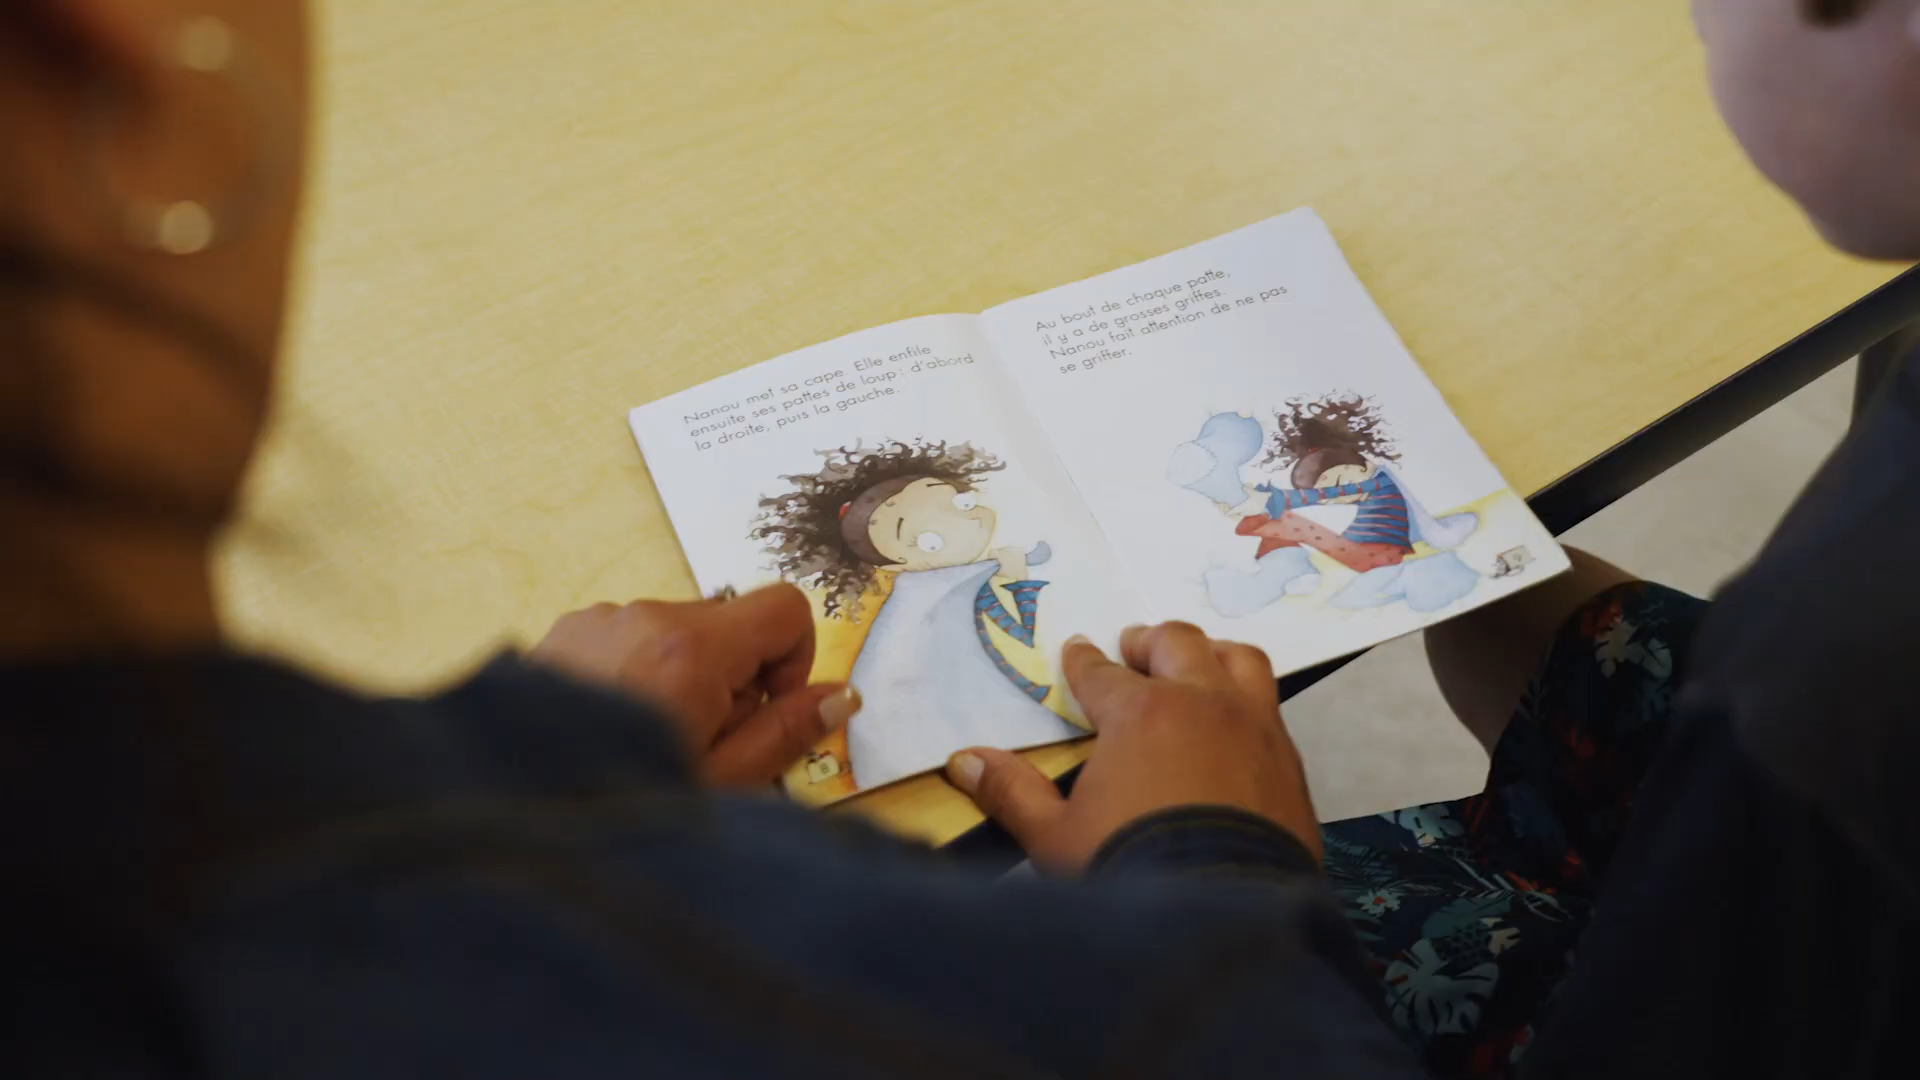 Nanou met sa cape. Elle enfile
ensuite ses pattes de loup : d'abord
la droite, puis la gauche.
8
Au bout de chaque patte,
il y a de grosses griffes.
Nanou fait attention de ne pas
se griffer.